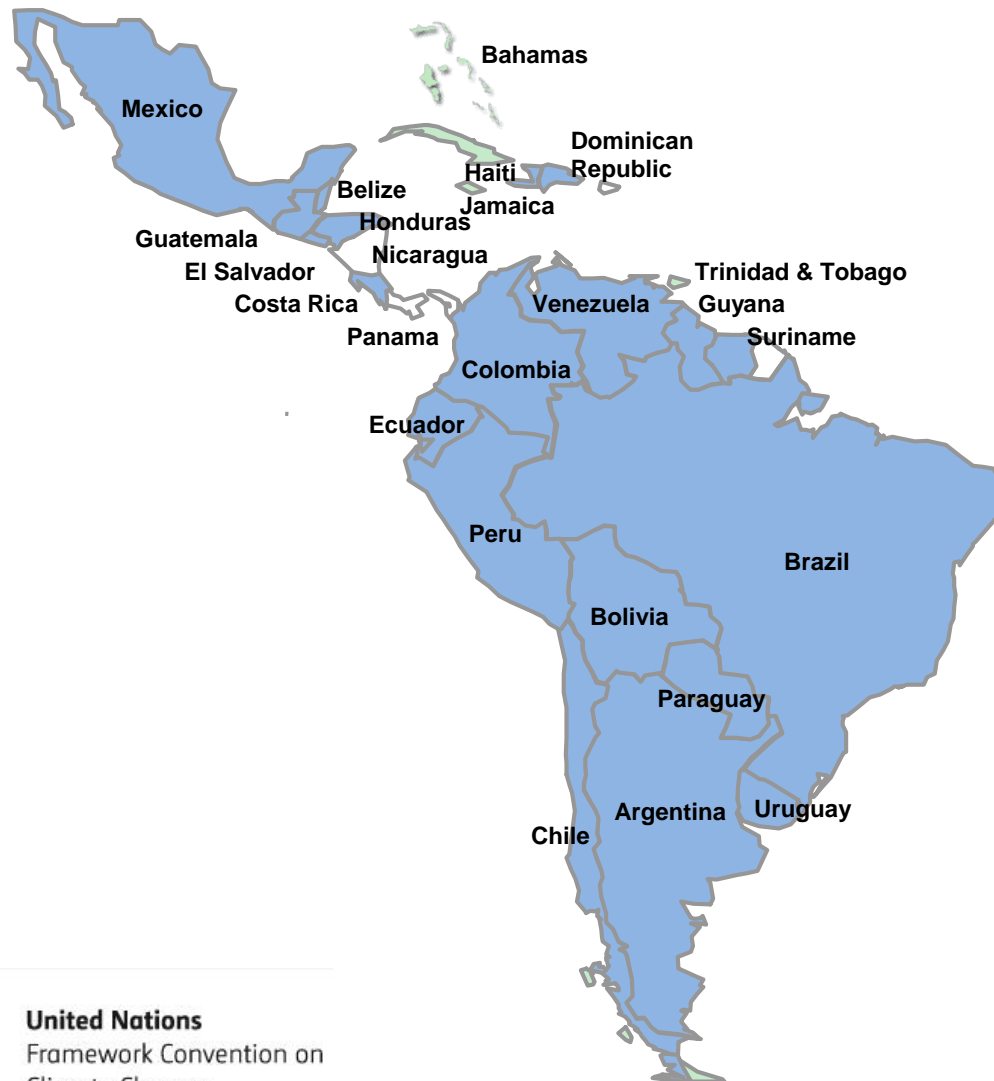 Bahamas
Mexico
Dominican
Republic
Haiti
Belize
Jamaica
Honduras
Guatemala
Nicaragua
El Salvador
Trinidad & Tobago
Costa Rica
Venezuela
Guyana
Panama
Suriname
Colombia
Ecuador
Peru
Brazil
Bolivia
Paraguay
Argentina
Uruguay
Chile
United Nations
Framework Convention on